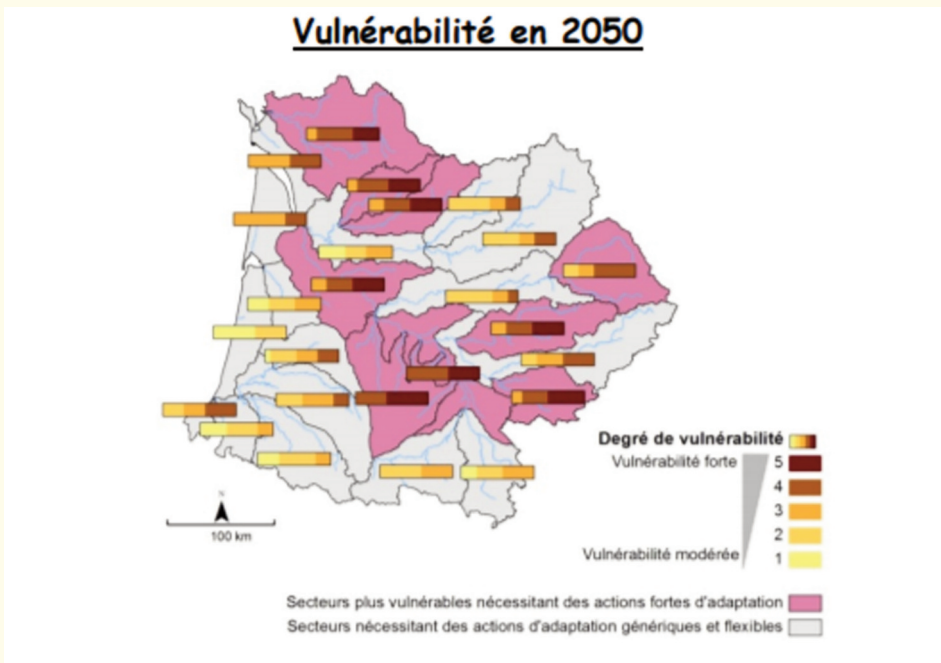 Vulnérabilité en 2050
Degré de vulnérabilité
Vulnérabilité forte
5
4
3
2
Vulnérabilité modérée
1
N
100 km
Secteurs plus vulnérables nécessitant des actions fortes d'adaptation
Secteurs nécessitant des actions d'adaptation génériques et flexibles